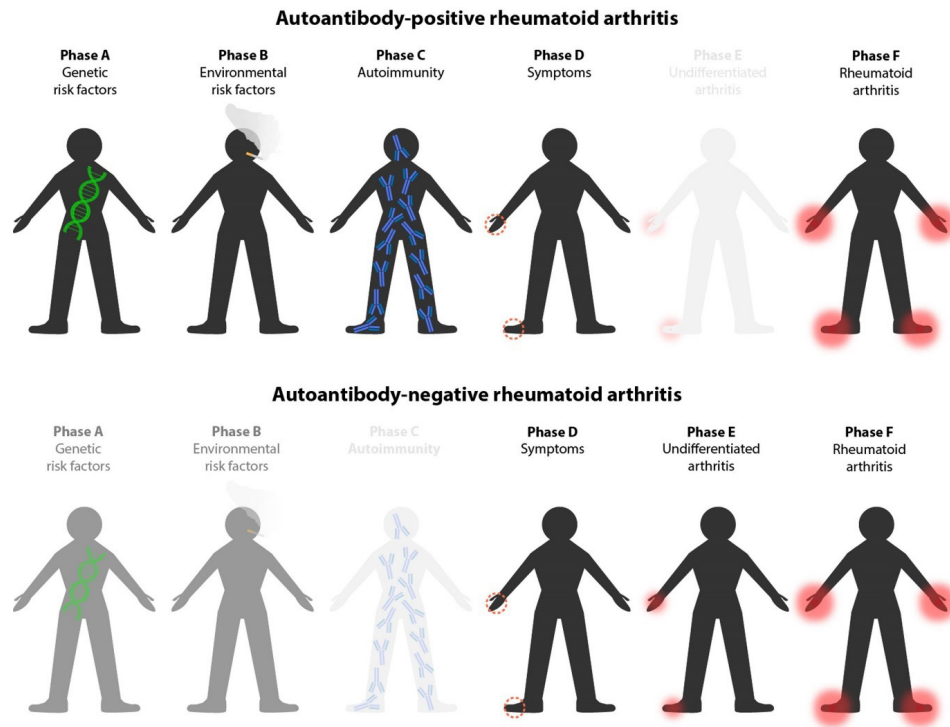 Autoantibody-positive rheumatoid arthritis
Phase A
Genetic
risk factors
Phase B
Environmental
risk factors
Phase C
Autoimmunity
Phase D
Symptoms
Phase E
Undifferentiated
arthritis
Phase F
Rheumatoid
arthritis
Autoantibody-negative rheumatoid arthritis
Phase A
Genetic
risk factors
Phase B
Environmental
risk factors
Phase C
Autoimmunity
Phase D
Symptoms
Phase E
Undifferentiated
arthritis
Phase F
Rheumatoid
arthritis